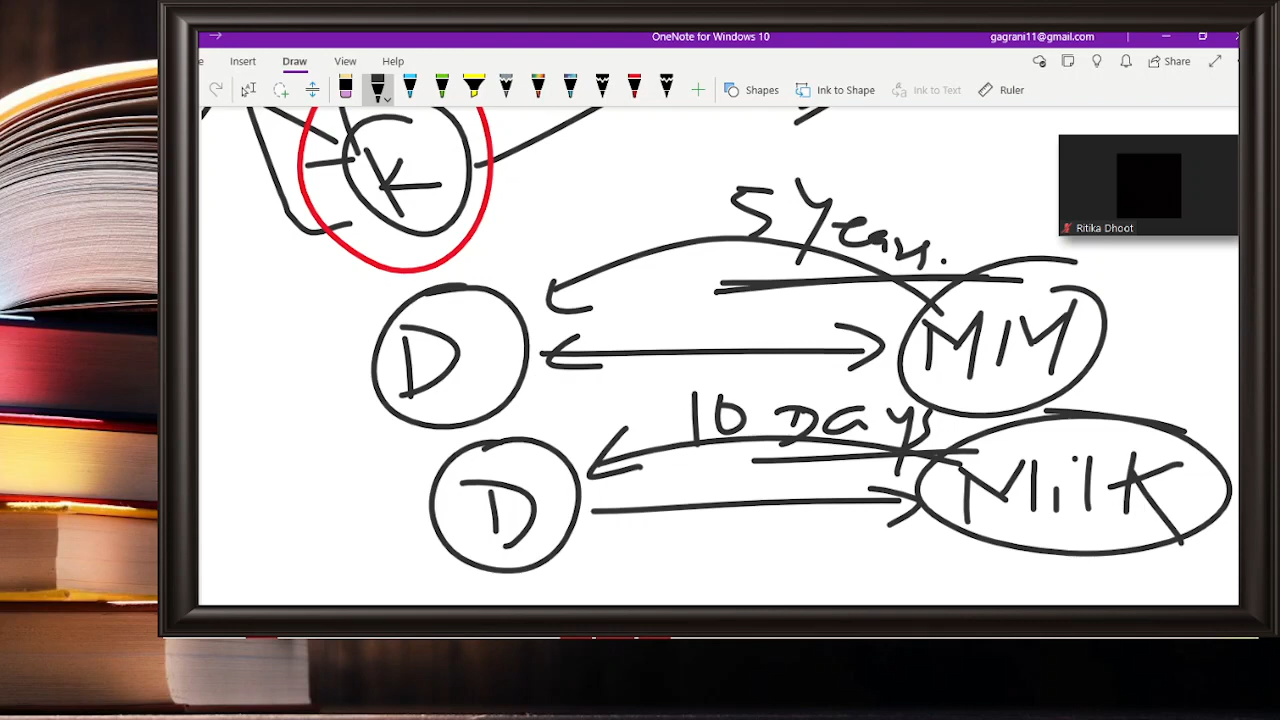 OneNote for Windows 10
gagrani11@gmail.com
Insert Draw View Help
Share
Shapes Ink to Shape Ink to Text Ruler
K
Ritika Dhoot
5 Years.
D MM
10 Days
D Milk